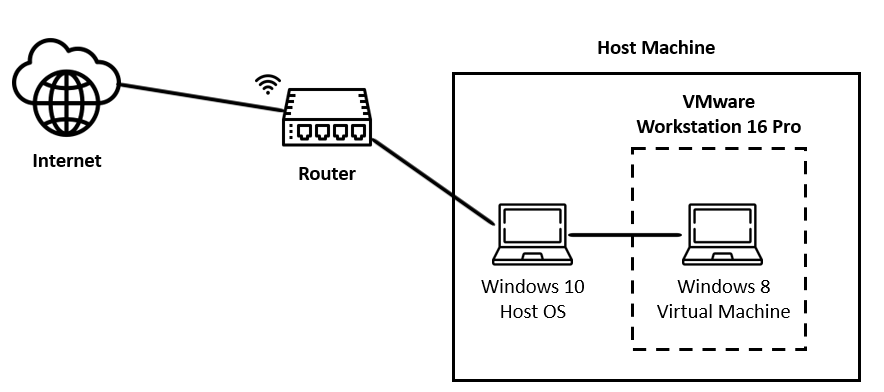 Host Machine
VMware
Workstation 16 Pro
Internet
Router
Windows 10
Host OS
Windows 8
Virtual Machine